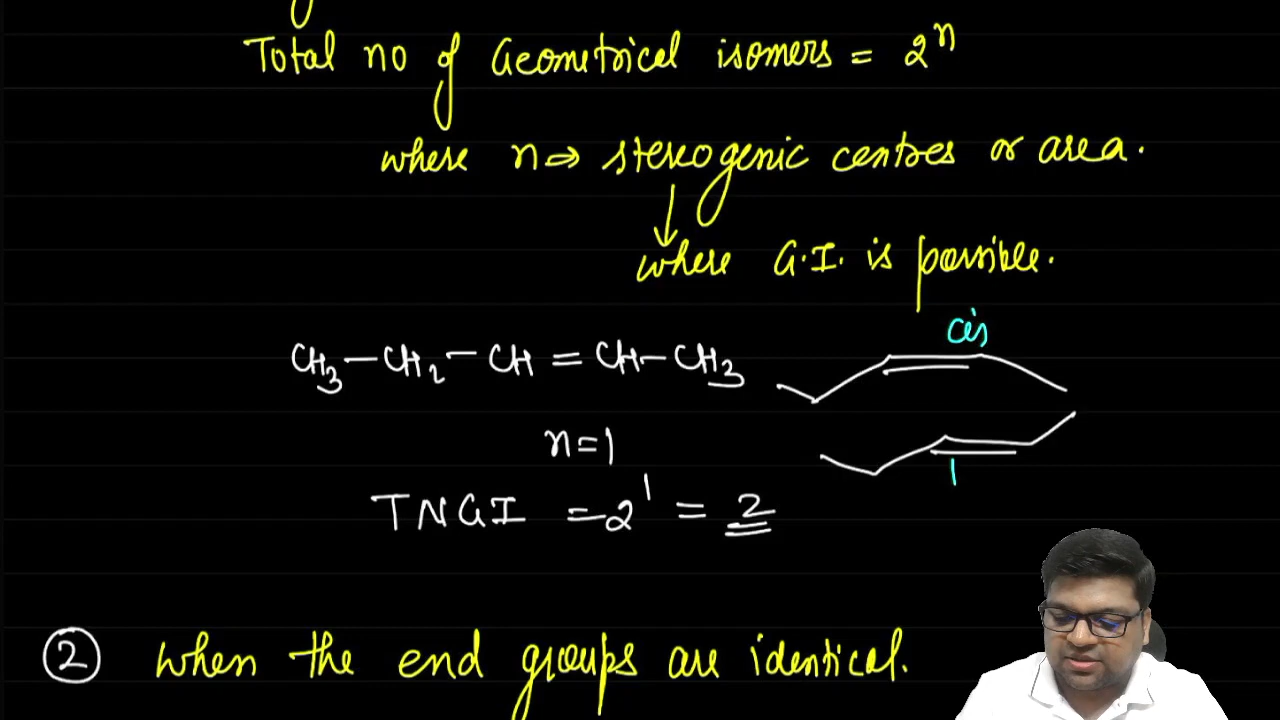 Total no of Geometrical isomers = 2ⁿ
where n ⇒ stereogenic centres or area.
↓
where G.I. is possible.
cis
CH₃-CH₂-CH=CH-CH₃
n=1
TNGI = 2¹ = 2
② When the end groups are identical.